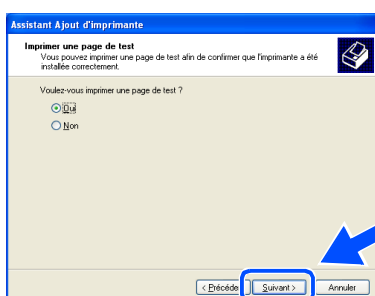 Assistant Ajout d'imprimante
Imprimer une page de test
Vous pouvez imprimer une page de test afin de confirmer que l'imprimante a été
installée correctement.
Voulez-vous imprimer une page de test ?
Oui
Non
< Précéde
Suivant >
Annuler